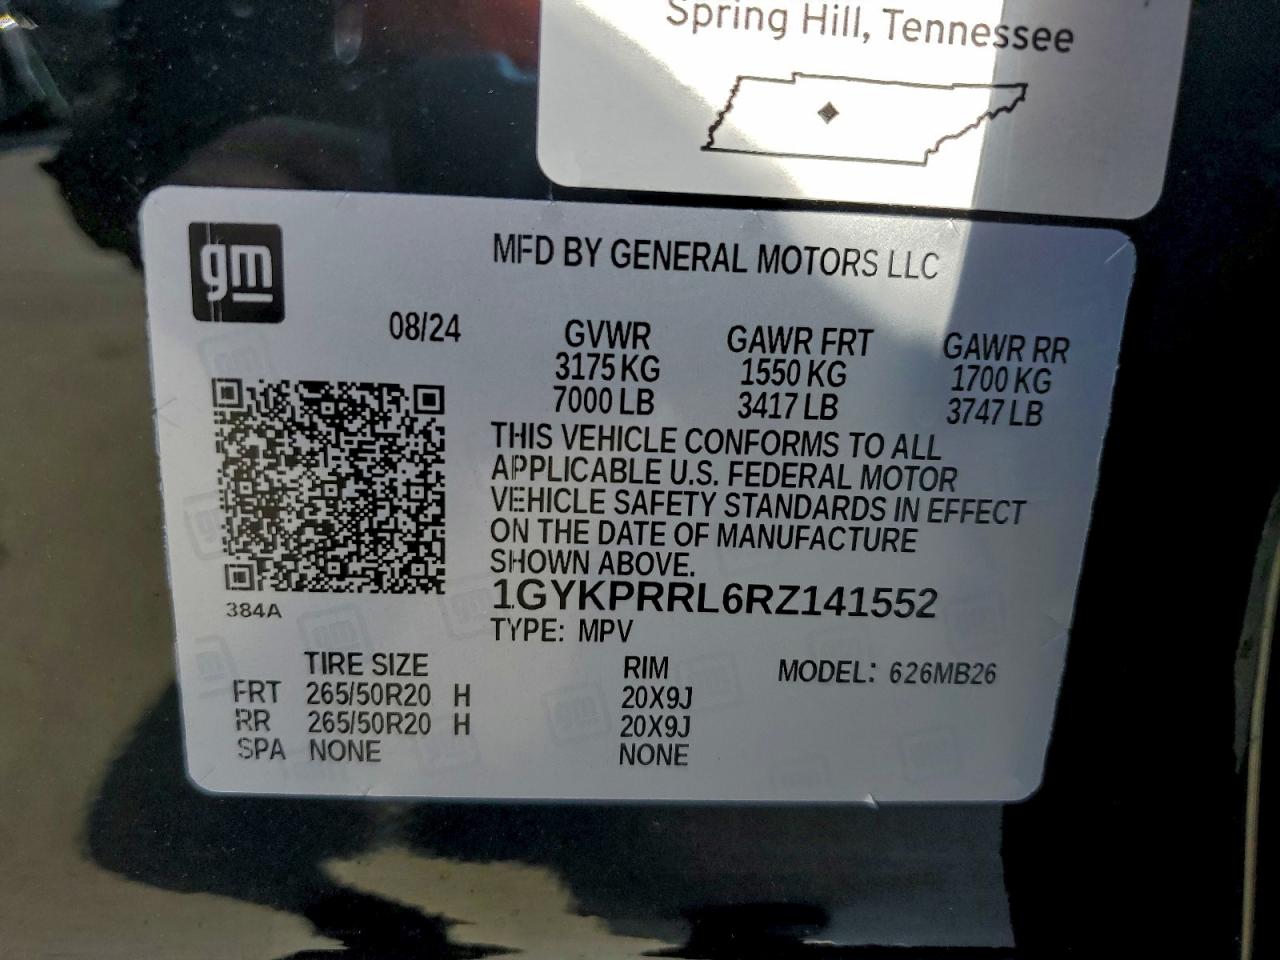 Spring Hill, Tennessee
gm
MFD BY GENERAL MOTORS LLC
08/24
GVWR GAWR FRT GAWR RR
3175 KG 1550 KG 1700 KG
7000 LB 3417 LB 3747 LB
THIS VEHICLE CONFORMS TO ALL
APPLICABLE U.S. FEDERAL MOTOR
VEHICLE SAFETY STANDARDS IN EFFECT
ON THE DATE OF MANUFACTURE
SHOWN ABOVE.
1GYKPRRL6RZ141552
384A
TYPE: MPV
TIRE SIZE RIM MODEL: 626MB26
FRT 265/50R20 H 20X9J
RR 265/50R20 H 20X9J
SPA NONE NONE